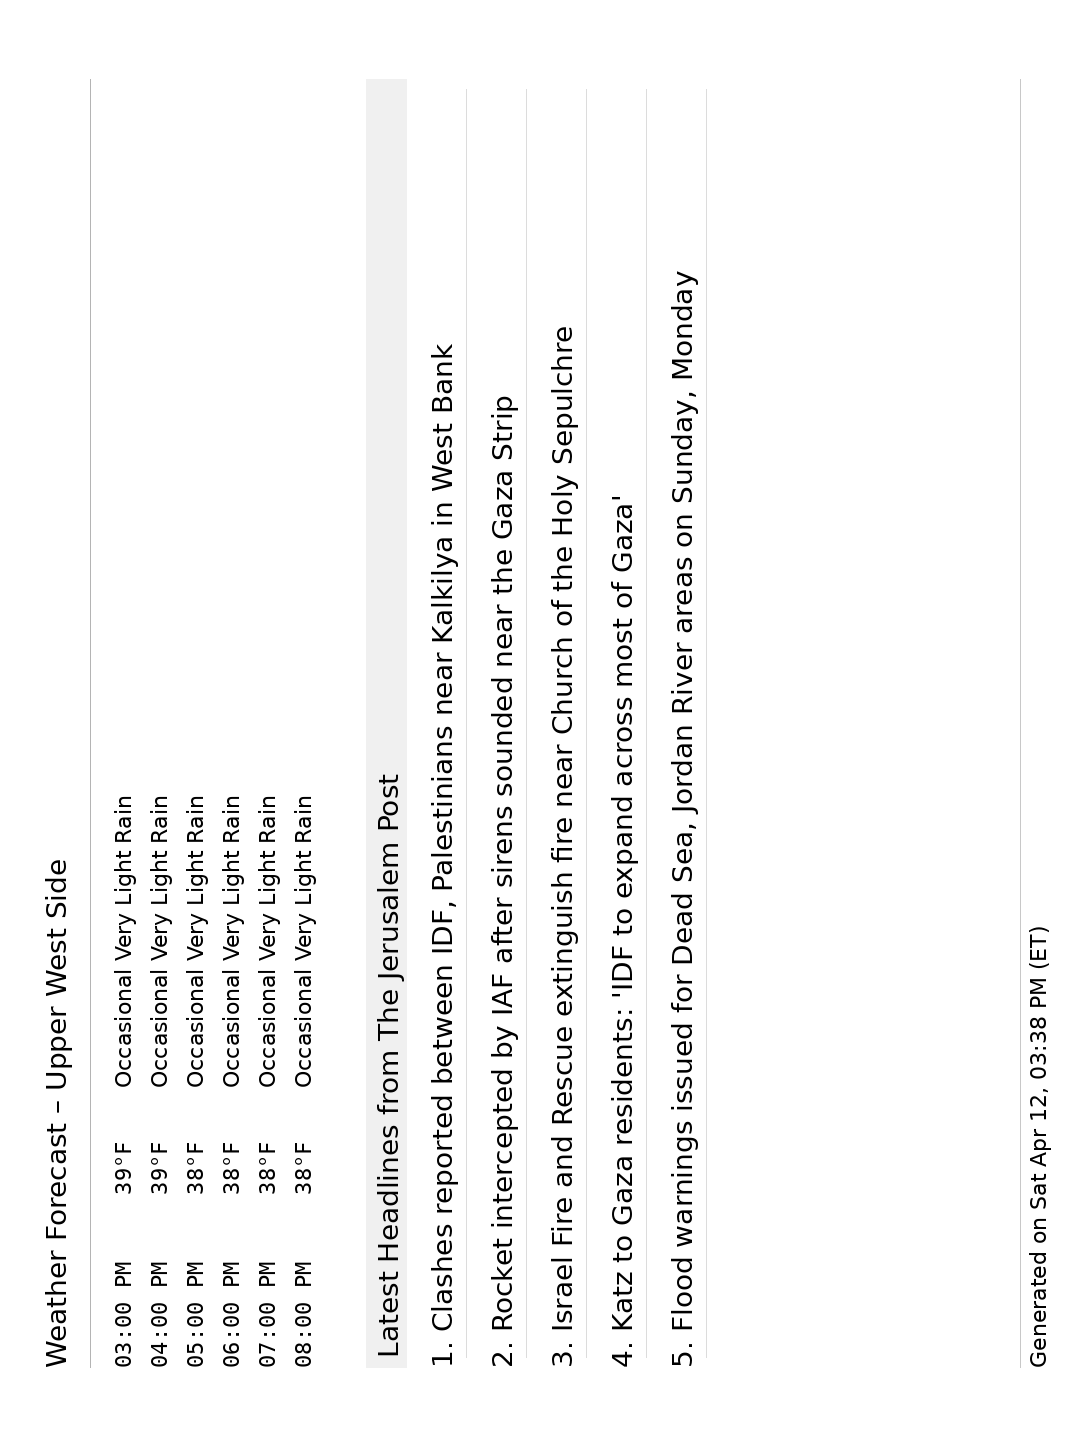 Weather Forecast – Upper West Side
03:00 PM 39°F Occasional Very Light Rain
04:00 PM 39°F Occasional Very Light Rain
05:00 PM 38°F Occasional Very Light Rain
06:00 PM 38°F Occasional Very Light Rain
07:00 PM 38°F Occasional Very Light Rain
08:00 PM 38°F Occasional Very Light Rain
Latest Headlines from The Jerusalem Post
1. Clashes reported between IDF, Palestinians near Kalkilya in West Bank
2. Rocket intercepted by IAF after sirens sounded near the Gaza Strip
3. Israel Fire and Rescue extinguish fire near Church of the Holy Sepulchre
4. Katz to Gaza residents: 'IDF to expand across most of Gaza'
5. Flood warnings issued for Dead Sea, Jordan River areas on Sunday, Monday
Generated on Sat Apr 12, 03:38 PM (ET)